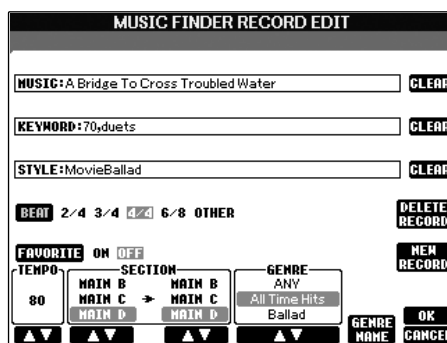 MUSIC FINDER RECORD EDIT
MUSIC:A Bridge To Cross Troubled Water CLEAR
KEYWORD:70,duets CLEAR
STYLE:MovieBallad CLEAR
BEAT 2/4 3/4 4/4 6/8 OTHER
DELETE RECORD
FAVORITE ON OFF
NEW RECORD
TEMPO SECTION GENRE
MAIN B MAIN B ANY
80 MAIN C MAIN C All Time Hits
MAIN D MAIN D Ballad
GENRE NAME
OK
CANCEL